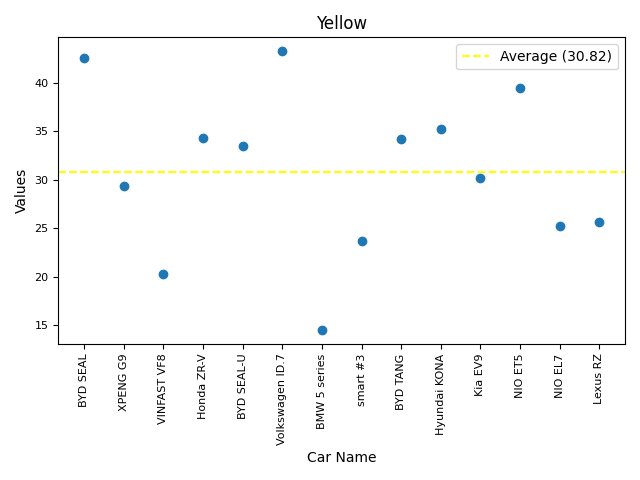 Yellow
Average (30.82)
Values
40
35
30
25
20
15
BYD SEAL
XPENG G9
VINFAST VF8
Honda ZR-V
BYD SEAL-U
Volkswagen ID.7
BMW 5 series
smart #3
BYD TANG
Hyundai KONA
Kia EV9
NIO ET5
NIO EL7
Lexus RZ
Car Name